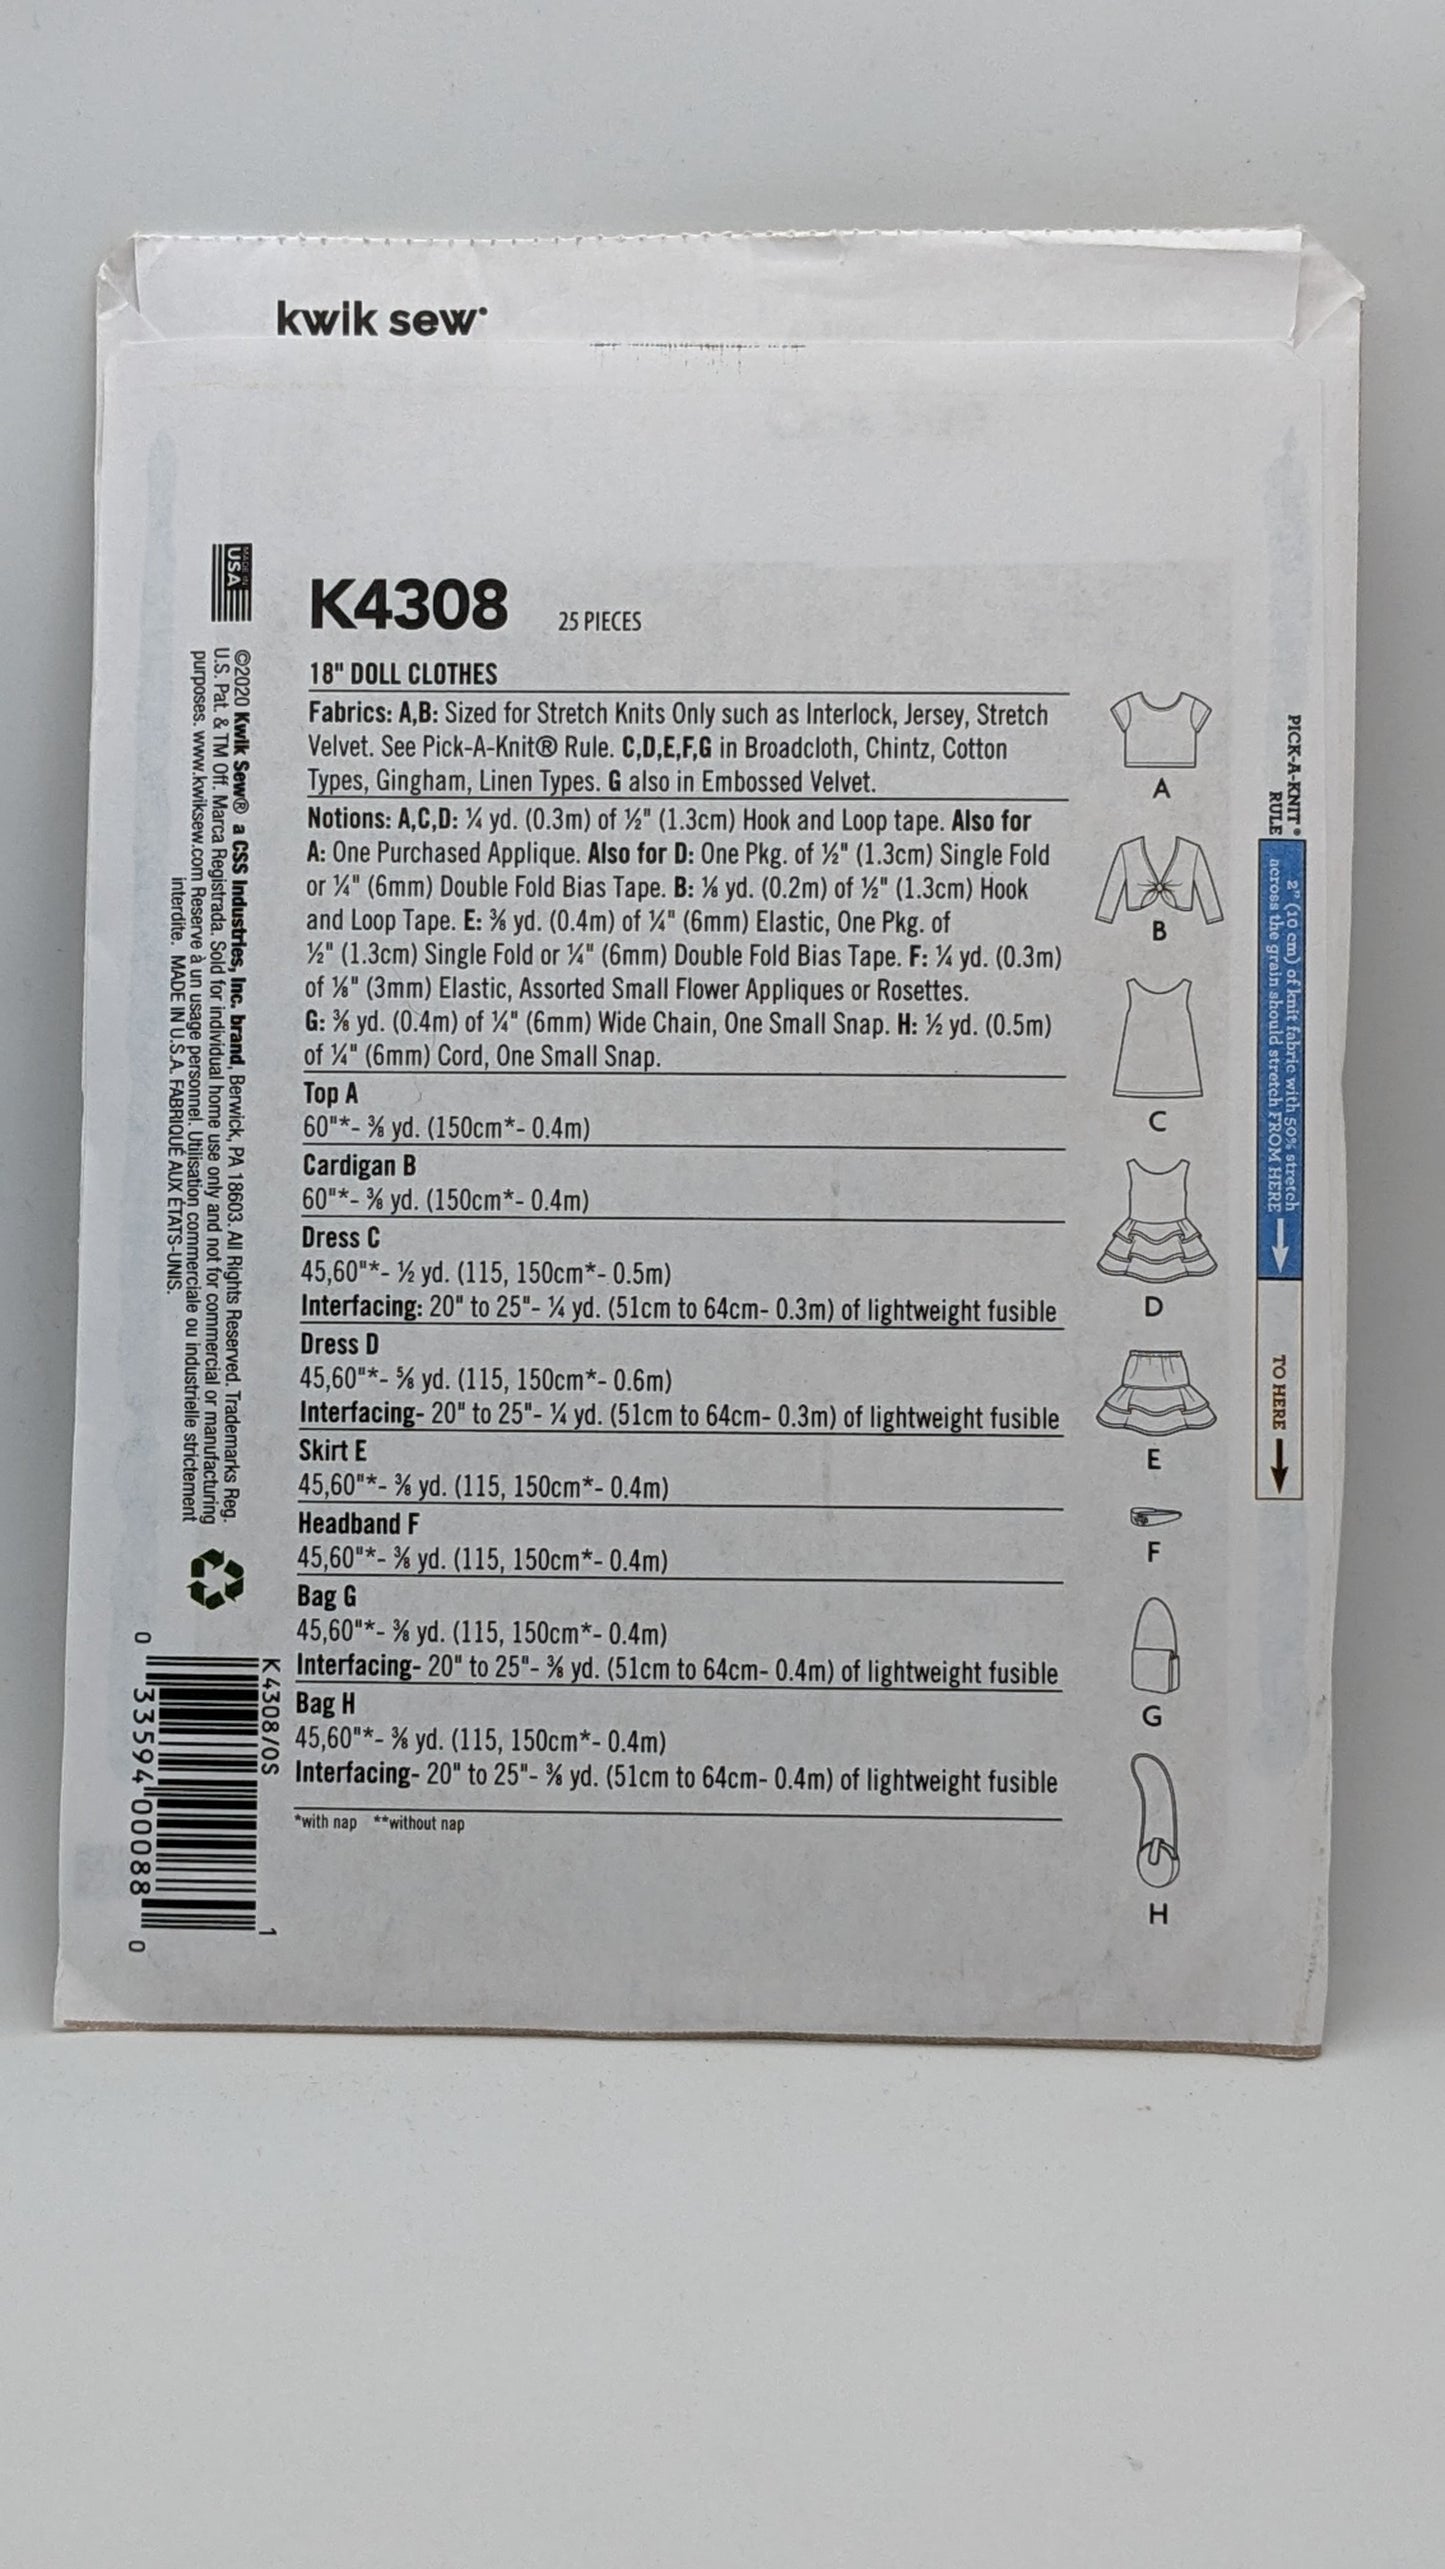 kwik sew®
K4308 25 PIECES
18" DOLL CLOTHES
Fabrics: A,B: Sized for Stretch Knits Only such as Interlock, Jersey, Stretch
Velvet. See Pick-A-Knit® Rule. C,D,E,F,G in Broadcloth, Chintz, Cotton
Types, Gingham, Linen Types. G also in Embossed Velvet.
Notions: A,C,D: ¼ yd. (0.3m) of ½" (1.3cm) Hook and Loop tape. Also for
A: One Purchased Applique. Also for D: One Pkg. of ½" (1.3cm) Single Fold
or ¼" (6mm) Double Fold Bias Tape. B: ⅛ yd. (0.2m) of ½" (1.3cm) Hook
and Loop Tape. E: ⅜ yd. (0.4m) of ¼" (6mm) Elastic, One Pkg. of
½" (1.3cm) Single Fold or ¼" (6mm) Double Fold Bias Tape. F: ¼ yd. (0.3m)
of ⅛" (3mm) Elastic, Assorted Small Flower Appliques or Rosettes.
G: ⅜ yd. (0.4m) of ¼" (6mm) Wide Chain, One Small Snap. H: ½ yd. (0.5m)
of ¼" (6mm) Cord, One Small Snap.
Top A
60"*- ⅜ yd. (150cm*- 0.4m)
Cardigan B
60"*- ⅜ yd. (150cm*- 0.4m)
Dress C
45,60"*- ½ yd. (115, 150cm*- 0.5m)
Interfacing: 20" to 25"- ¼ yd. (51cm to 64cm- 0.3m) of lightweight fusible
Dress D
45,60"*- ⅝ yd. (115, 150cm*- 0.6m)
Interfacing- 20" to 25"- ¼ yd. (51cm to 64cm- 0.3m) of lightweight fusible
Skirt E
45,60"*- ⅜ yd. (115, 150cm*- 0.4m)
Headband F
45,60"*- ⅜ yd. (115, 150cm*- 0.4m)
Bag G
45,60"*- ⅜ yd. (115, 150cm*- 0.4m)
Interfacing- 20" to 25"- ⅜ yd. (51cm to 64cm- 0.4m) of lightweight fusible
Bag H
45,60"*- ⅜ yd. (115, 150cm*- 0.4m)
Interfacing- 20" to 25"- ⅜ yd. (51cm to 64cm- 0.4m) of lightweight fusible
*with nap **without nap
A
B
C
D
E
F
G
H
PICK-A-KNIT®
RULE
2" (10 cm) of knit fabric with 50% stretch
across the grain should stretch FROM HERE
TO HERE
MADE IN
USA
©2020 Kwik Sew® a CSS Industries, Inc. brand, Berwick, PA 18603. All Rights Reserved. Trademarks Reg.
U.S. Pat. & TM Off. Marca Registrada. Sold for individual home use only and not for commercial or manufacturing
purposes. www.kwiksew.com Reserve à un usage personnel. Utilisation commerciale ou industrielle strictement
interdite. MADE IN U.S.A. FABRIQUÉ AUX ÉTATS-UNIS.
K4308/OS
1
0 33594 00088 0